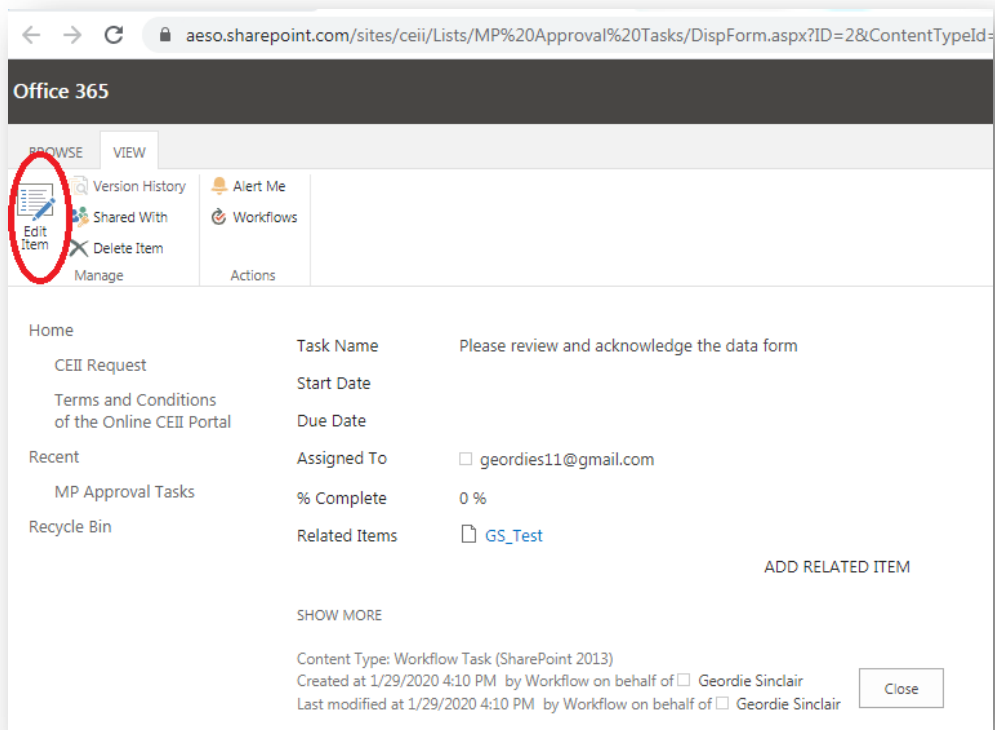 aeso.sharepoint.com/sites/ceii/Lists/MP%20Approval%20Tasks/DispForm.aspx?ID=2&ContentTypeId=
Office 365
BROWSE VIEW
Edit Item
Version History
Shared With
Delete Item
Manage
Alert Me
Workflows
Actions
Home
CEII Request
Terms and Conditions
of the Online CEII Portal
Recent
MP Approval Tasks
Recycle Bin
Task Name Please review and acknowledge the data form
Start Date
Due Date
Assigned To geordies11@gmail.com
% Complete 0 %
Related Items GS_Test
ADD RELATED ITEM
SHOW MORE
Content Type: Workflow Task (SharePoint 2013)
Created at 1/29/2020 4:10 PM by Workflow on behalf of Geordie Sinclair
Last modified at 1/29/2020 4:10 PM by Workflow on behalf of Geordie Sinclair
Close